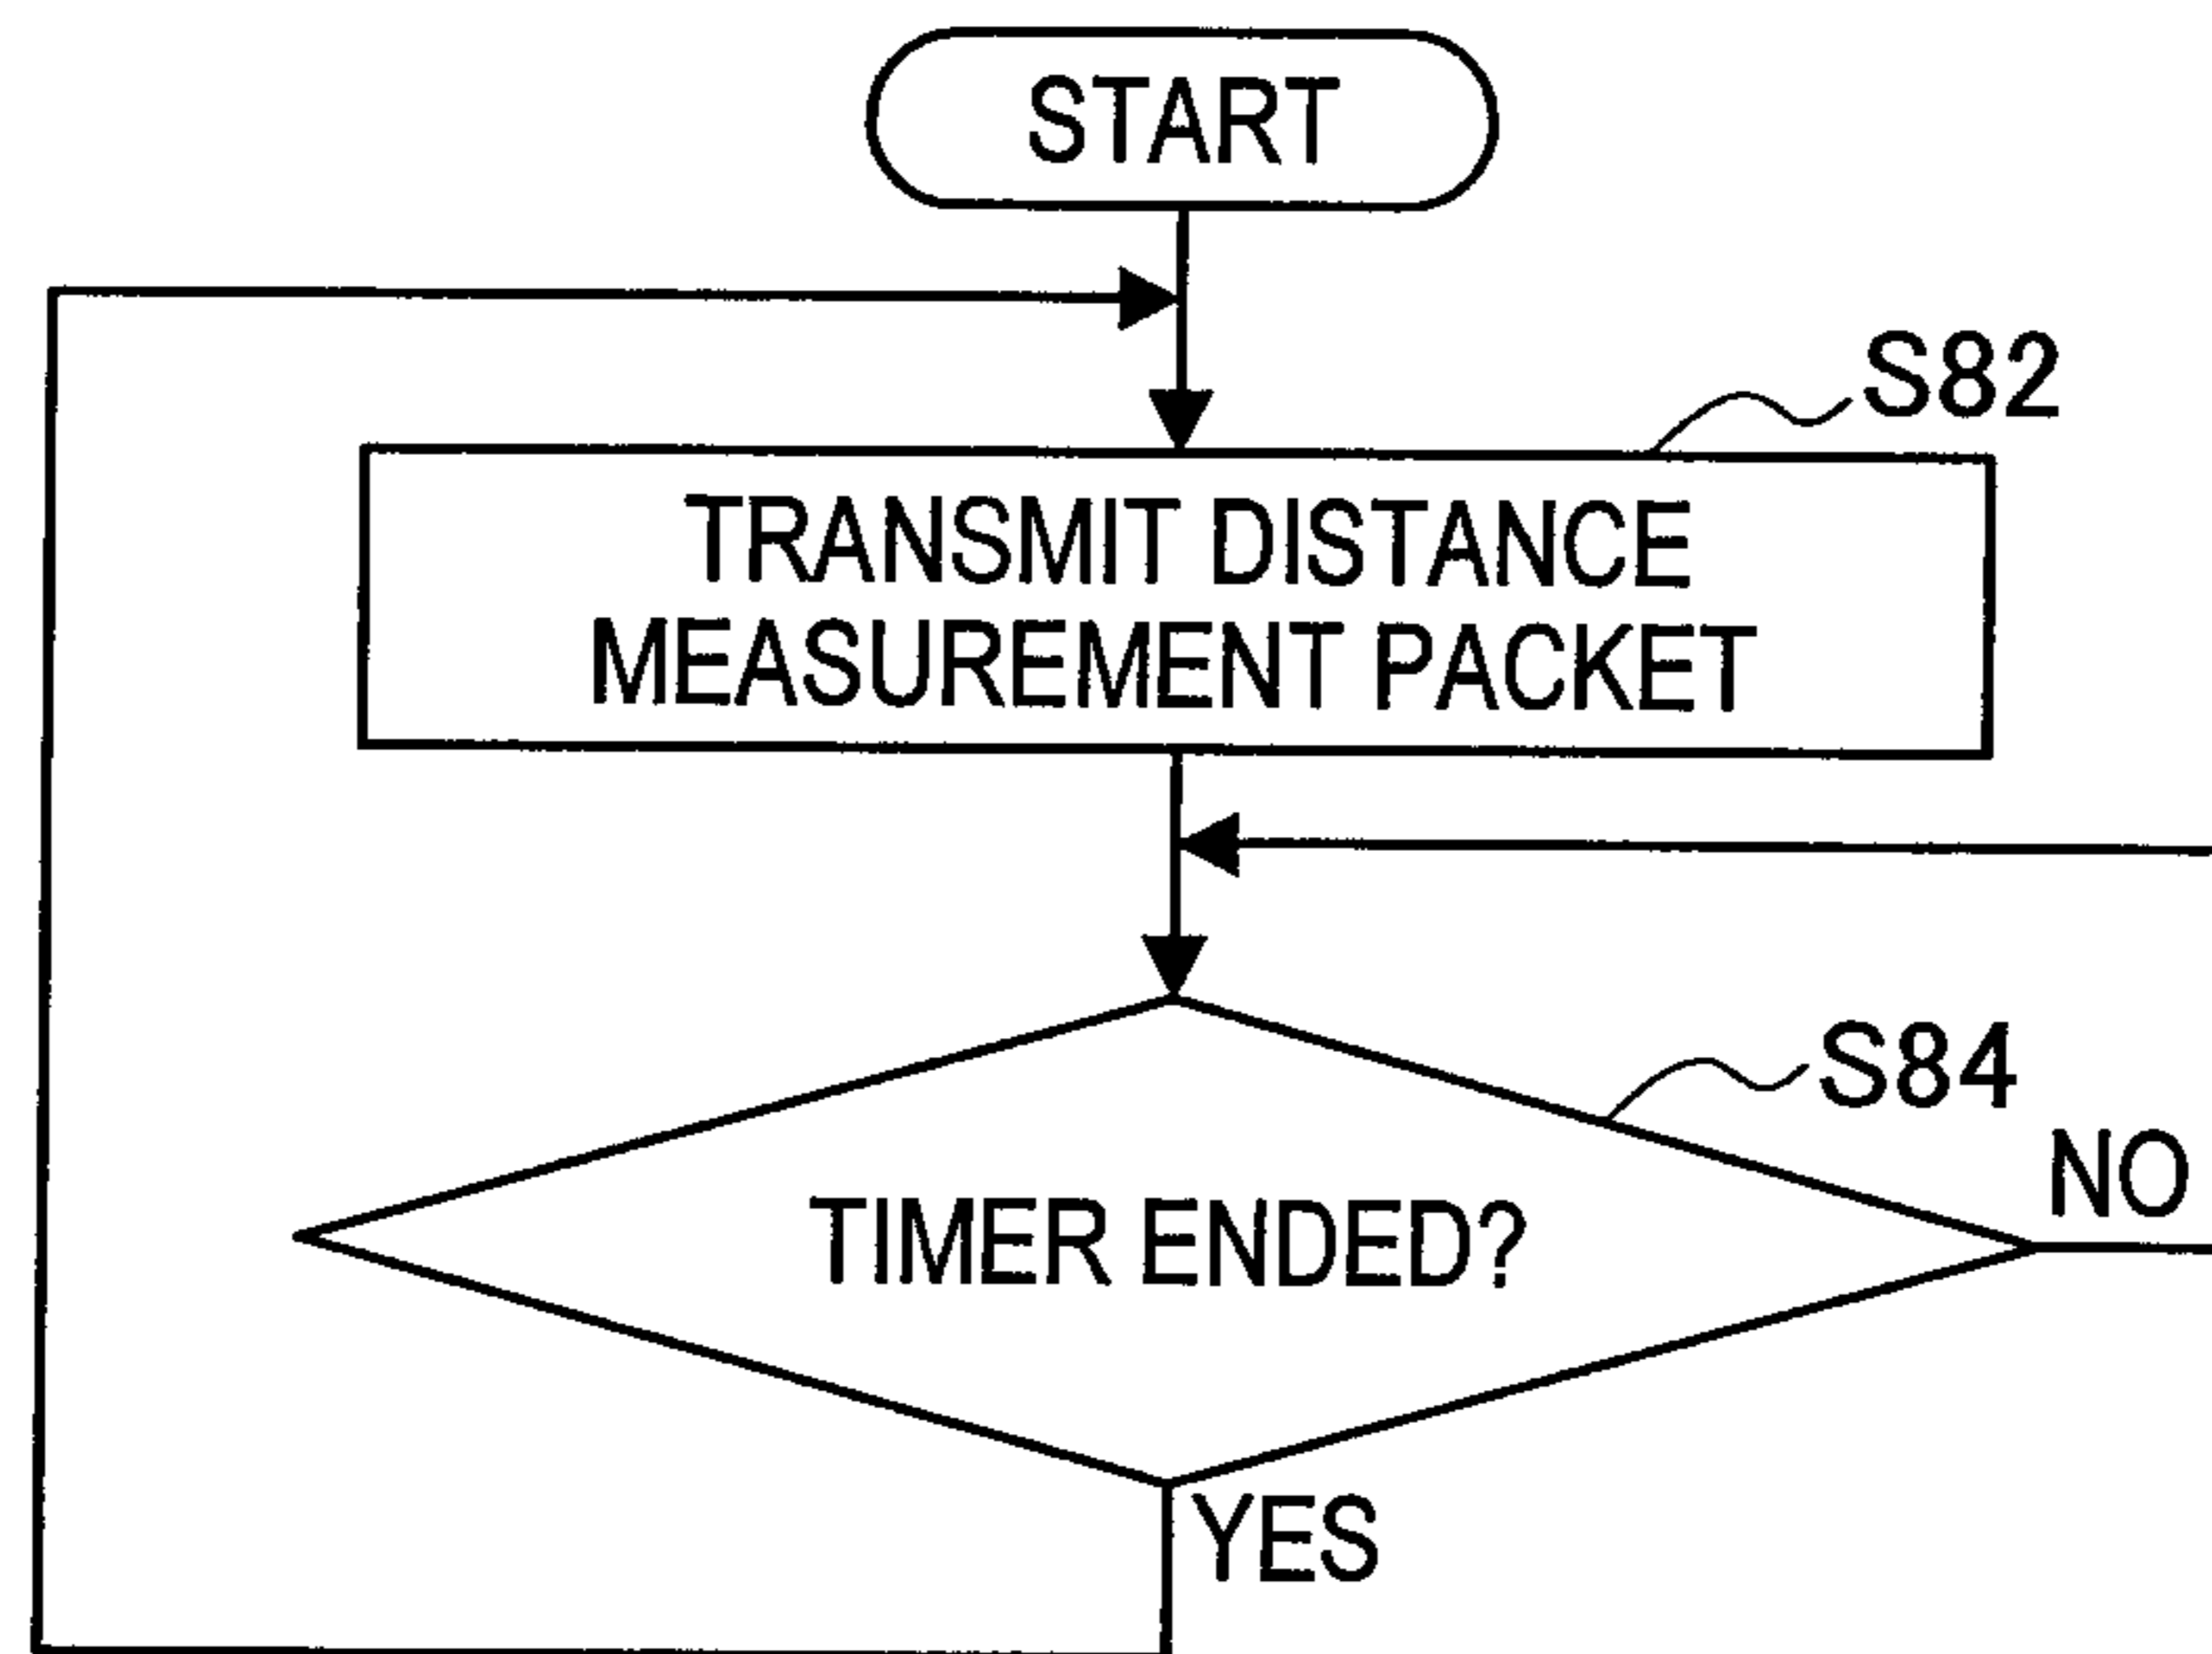 START
S82
TRANSMIT DISTANCE
MEASUREMENT PACKET
S84
NO
TIMER ENDED?
YES